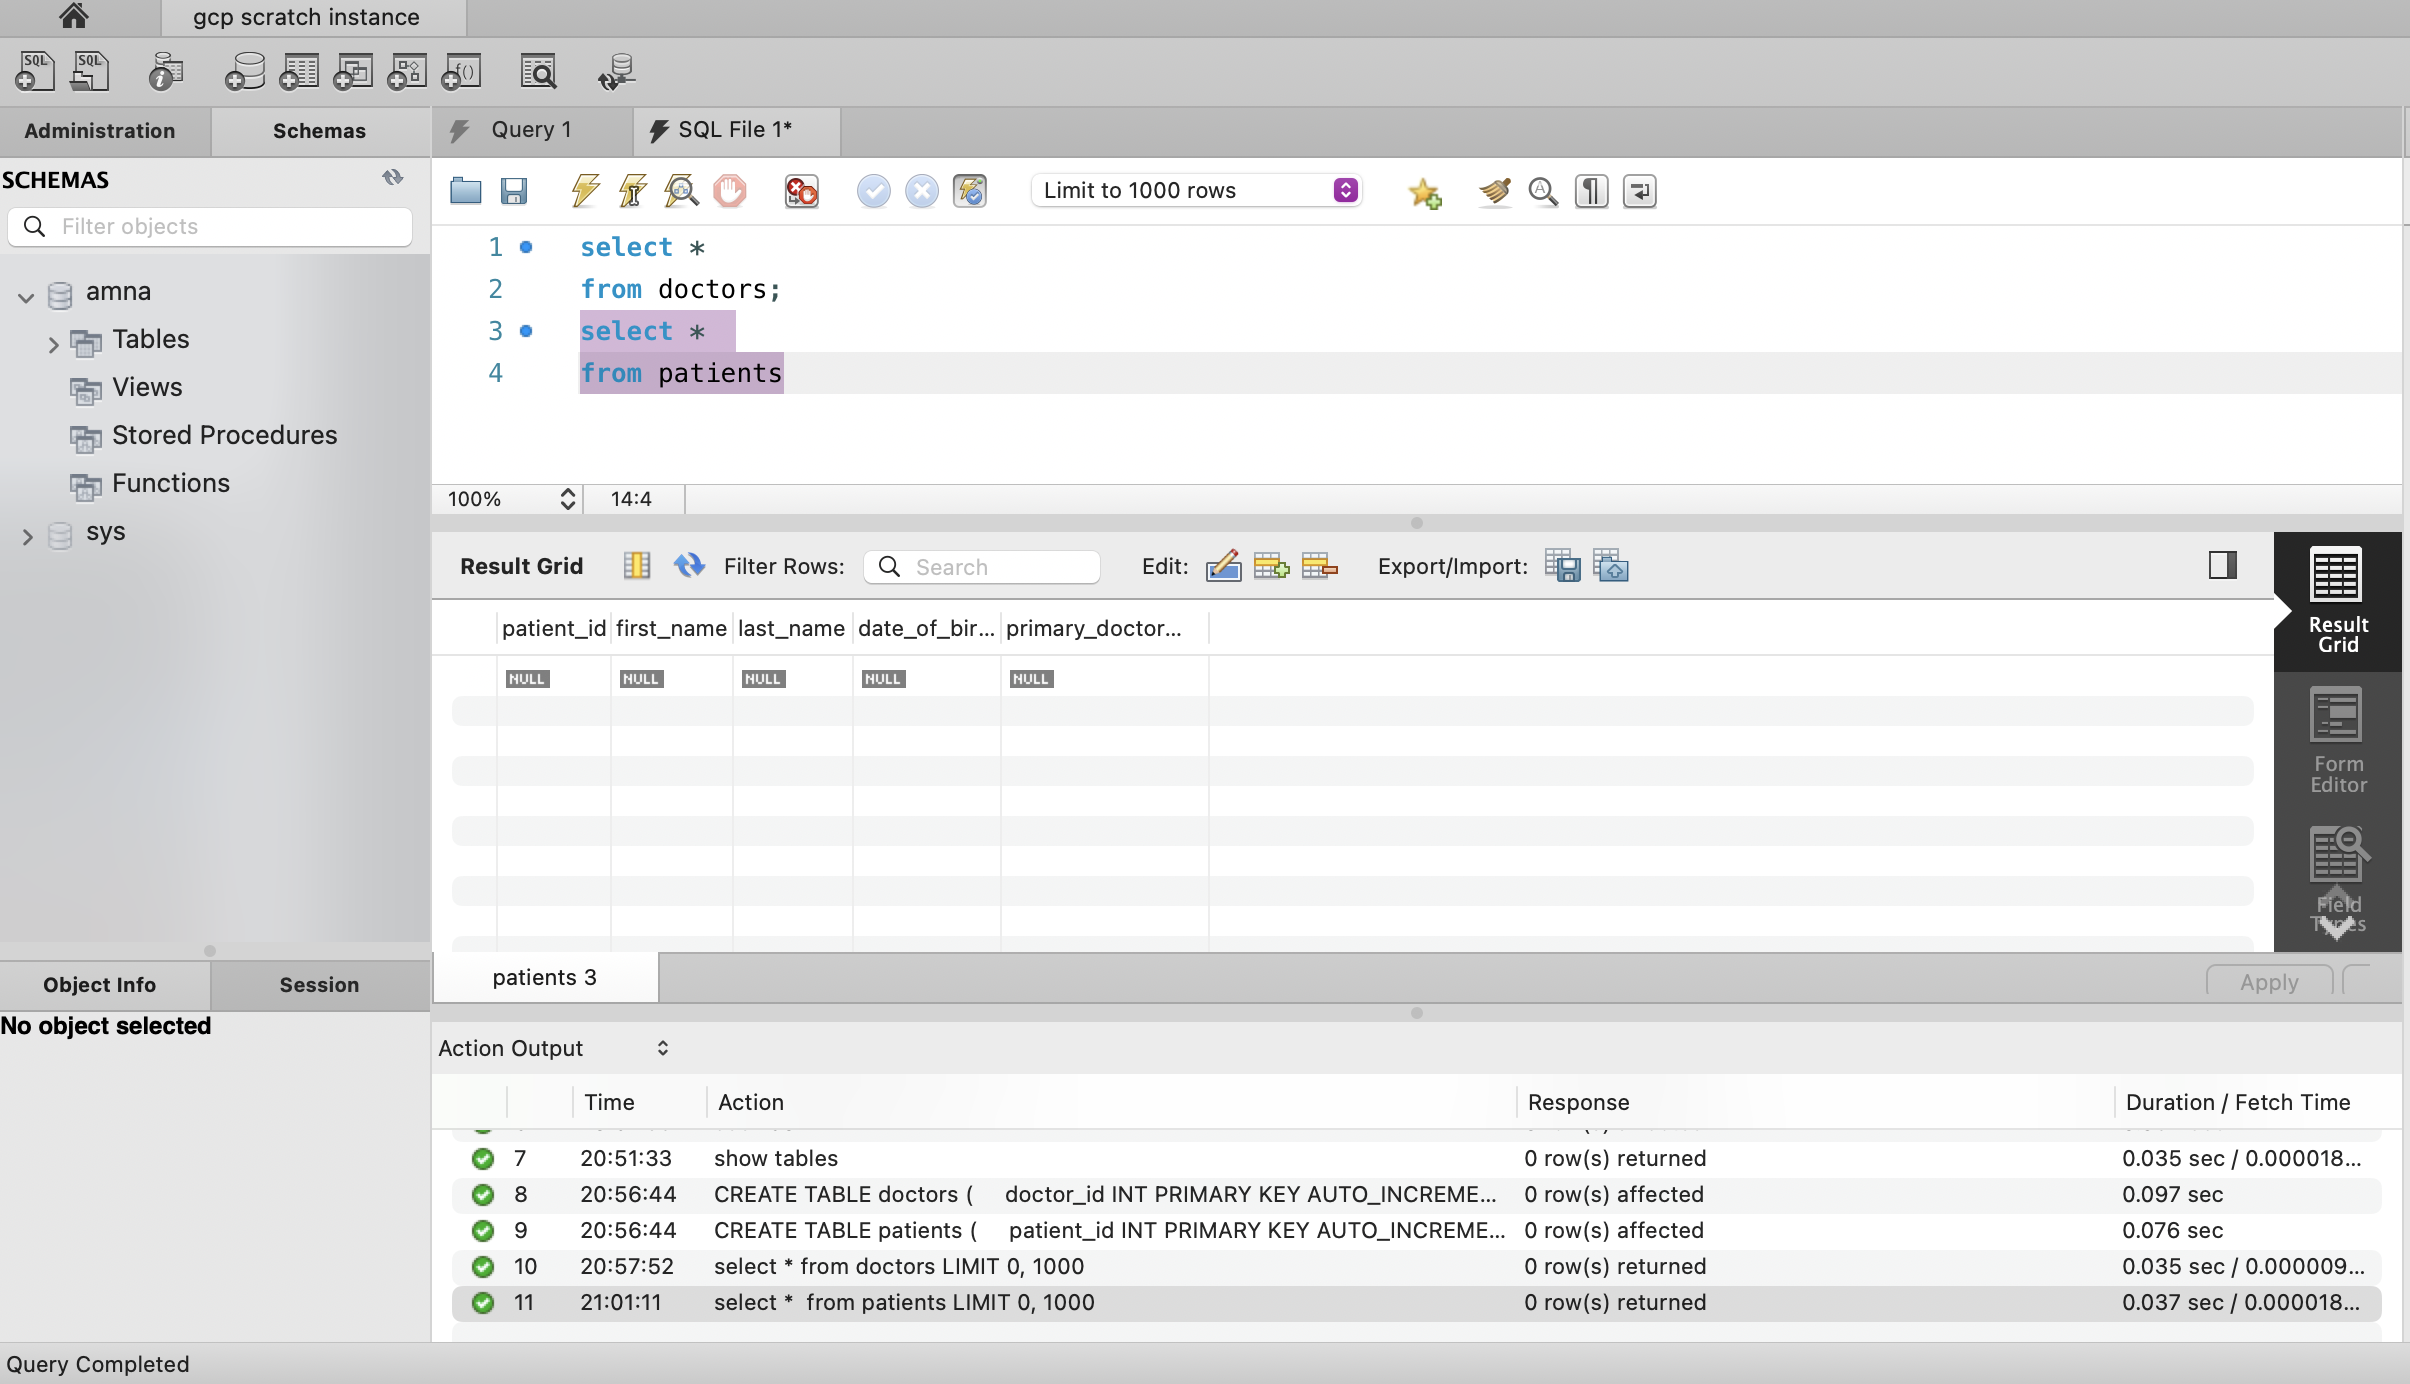 gcp scratch instance
SQL SQL
Administration Schemas
Query 1 SQL File 1*
SCHEMAS
Filter objects
Limit to 1000 rows
amna
Tables
Views
Stored Procedures
Functions
sys
1 select *
2 from doctors;
3 select *
4 from patients
100% 14:4
Result Grid Filter Rows: Search Edit: Export/Import:
patient_id first_name last_name date_of_bir... primary_doctor...
NULL NULL NULL NULL NULL
Result
Grid
Form
Editor
Field
Types
patients 3 Apply
Object Info Session
No object selected
Action Output
Time Action Response Duration / Fetch Time
7 20:51:33 show tables 0 row(s) returned 0.035 sec / 0.000018...
8 20:56:44 CREATE TABLE doctors ( doctor_id INT PRIMARY KEY AUTO_INCREME... 0 row(s) affected 0.097 sec
9 20:56:44 CREATE TABLE patients ( patient_id INT PRIMARY KEY AUTO_INCREME... 0 row(s) affected 0.076 sec
10 20:57:52 select * from doctors LIMIT 0, 1000 0 row(s) returned 0.035 sec / 0.000009...
11 21:01:11 select * from patients LIMIT 0, 1000 0 row(s) returned 0.037 sec / 0.000018...
Query Completed